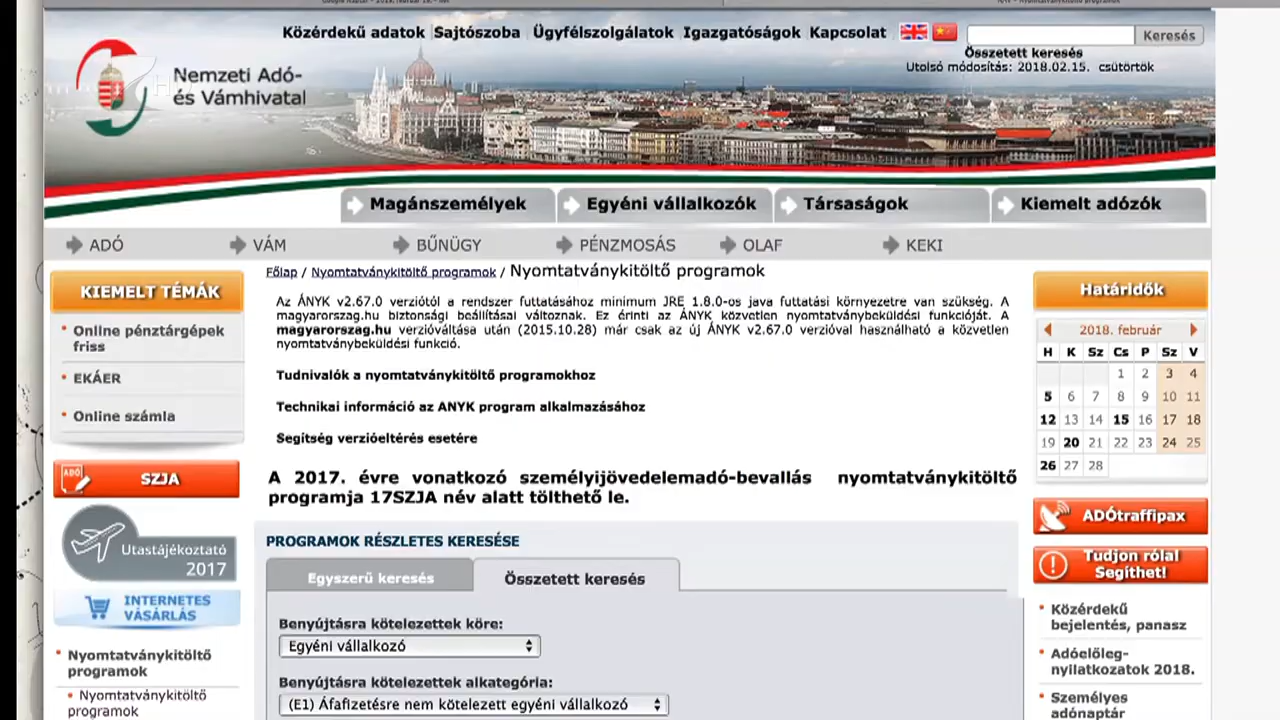 Közérdekű adatok Sajtószoba Ügyfélszolgálatok Igazgatóságok Kapcsolat Keresés
Összetett keresés
Utolsó módosítás: 2018.02.15. csütörtök
Nemzeti Adó-
és Vámhivatal
Magánszemélyek Egyéni vállalkozók Társaságok Kiemelt adózók
ADÓ VÁM BŰNÜGY PÉNZMOSÁS OLAF KEKI
KIEMELT TÉMÁK
Online pénztárgépek
friss
EKÁER
Online számla
ADÓ SZJA
Utastájékoztató
2017
INTERNETES
VÁSÁRLÁS
Nyomtatványkitöltő
programok
Nyomtatványkitöltő
programok
Főlap / Nyomtatványkitöltő programok / Nyomtatványkitöltő programok
Az ÁNYK v2.67.0 verziótól a rendszer futtatásához minimum JRE 1.8.0-os java futtatási környezetre van szükség. A
magyarorszag.hu biztonsági beállításai változnak. Ez érinti az ÁNYK közvetlen nyomtatványbeküldési funkcióját. A
magyarorszag.hu verzióváltása után (2015.10.28) már csak az új ÁNYK v2.67.0 verzióval használható a közvetlen
nyomtatványbeküldési funkció.
Tudnivalók a nyomtatványkitöltő programokhoz
Technikai információ az ANYK program alkalmazásához
Segítség verzióeltérés esetére
A 2017. évre vonatkozó személyijövedelemadó-bevallás nyomtatványkitöltő
programja 17SZJA név alatt tölthető le.
PROGRAMOK RÉSZLETES KERESÉSE
Egyszerű keresés Összetett keresés
Benyújtásra kötelezettek köre:
Egyéni vállalkozó
Benyújtásra kötelezettek alkategória:
(E1) Áfafizetésre nem kötelezett egyéni vállalkozó
Határidők
2018. február
H K Sz Cs P Sz V
1 2 3 4
5 6 7 8 9 10 11
12 13 14 15 16 17 18
19 20 21 22 23 24 25
26 27 28
ADÓtraffipax
Tudjon róla!
Segíthet!
Közérdekű
bejelentés, panasz
Adóelőleg-
nyilatkozatok 2018.
Személyes
adónaptár